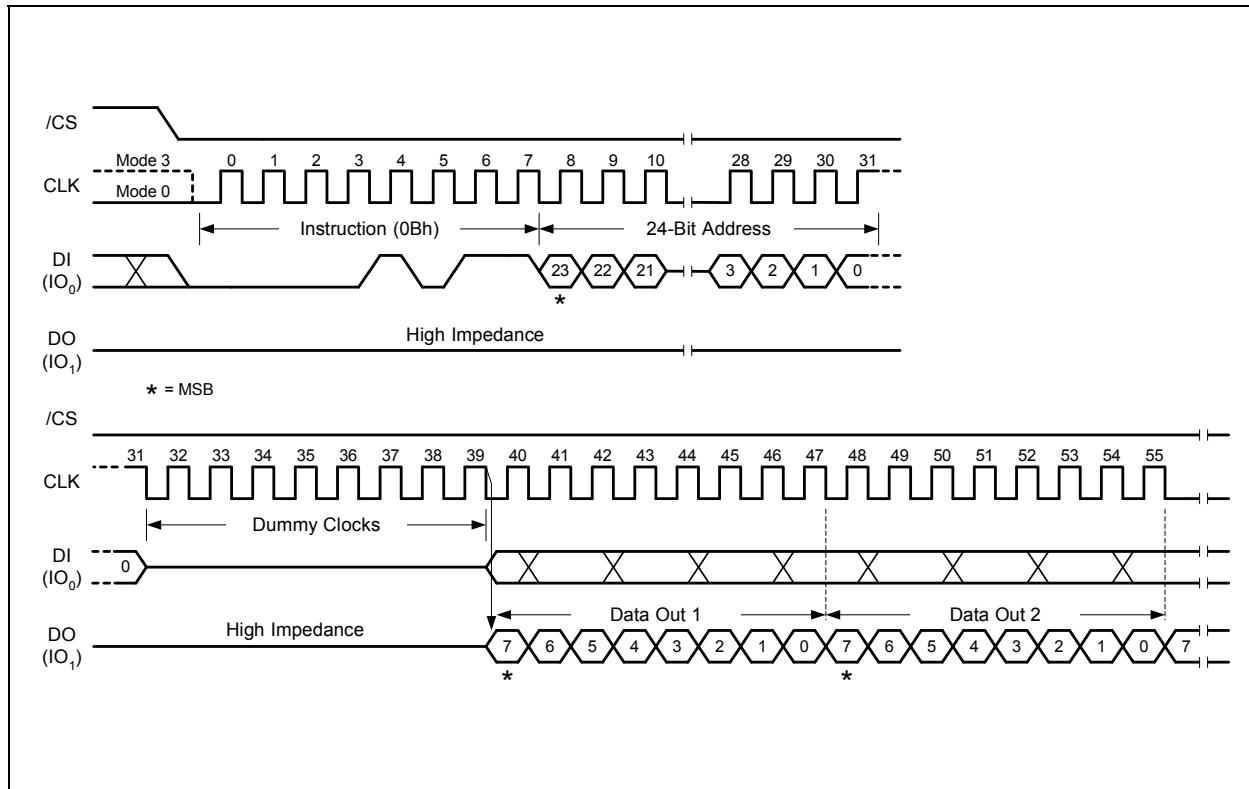 /CS
Mode 3 0 1 2 3 4 5 6 7 8 9 10 28 29 30 31
CLK
Mode 0
Instruction (0Bh) 24-Bit Address
DI
(IO0) 23 22 21 3 2 1 0
*
High Impedance
DO
(IO1)
* = MSB
/CS
31 32 33 34 35 36 37 38 39 40 41 42 43 44 45 46 47 48 49 50 51 52 53 54 55
CLK
Dummy Clocks
DI
(IO0) 0
Data Out 1 Data Out 2
High Impedance
DO
(IO1) 7 6 5 4 3 2 1 0 7 6 5 4 3 2 1 0 7
* *